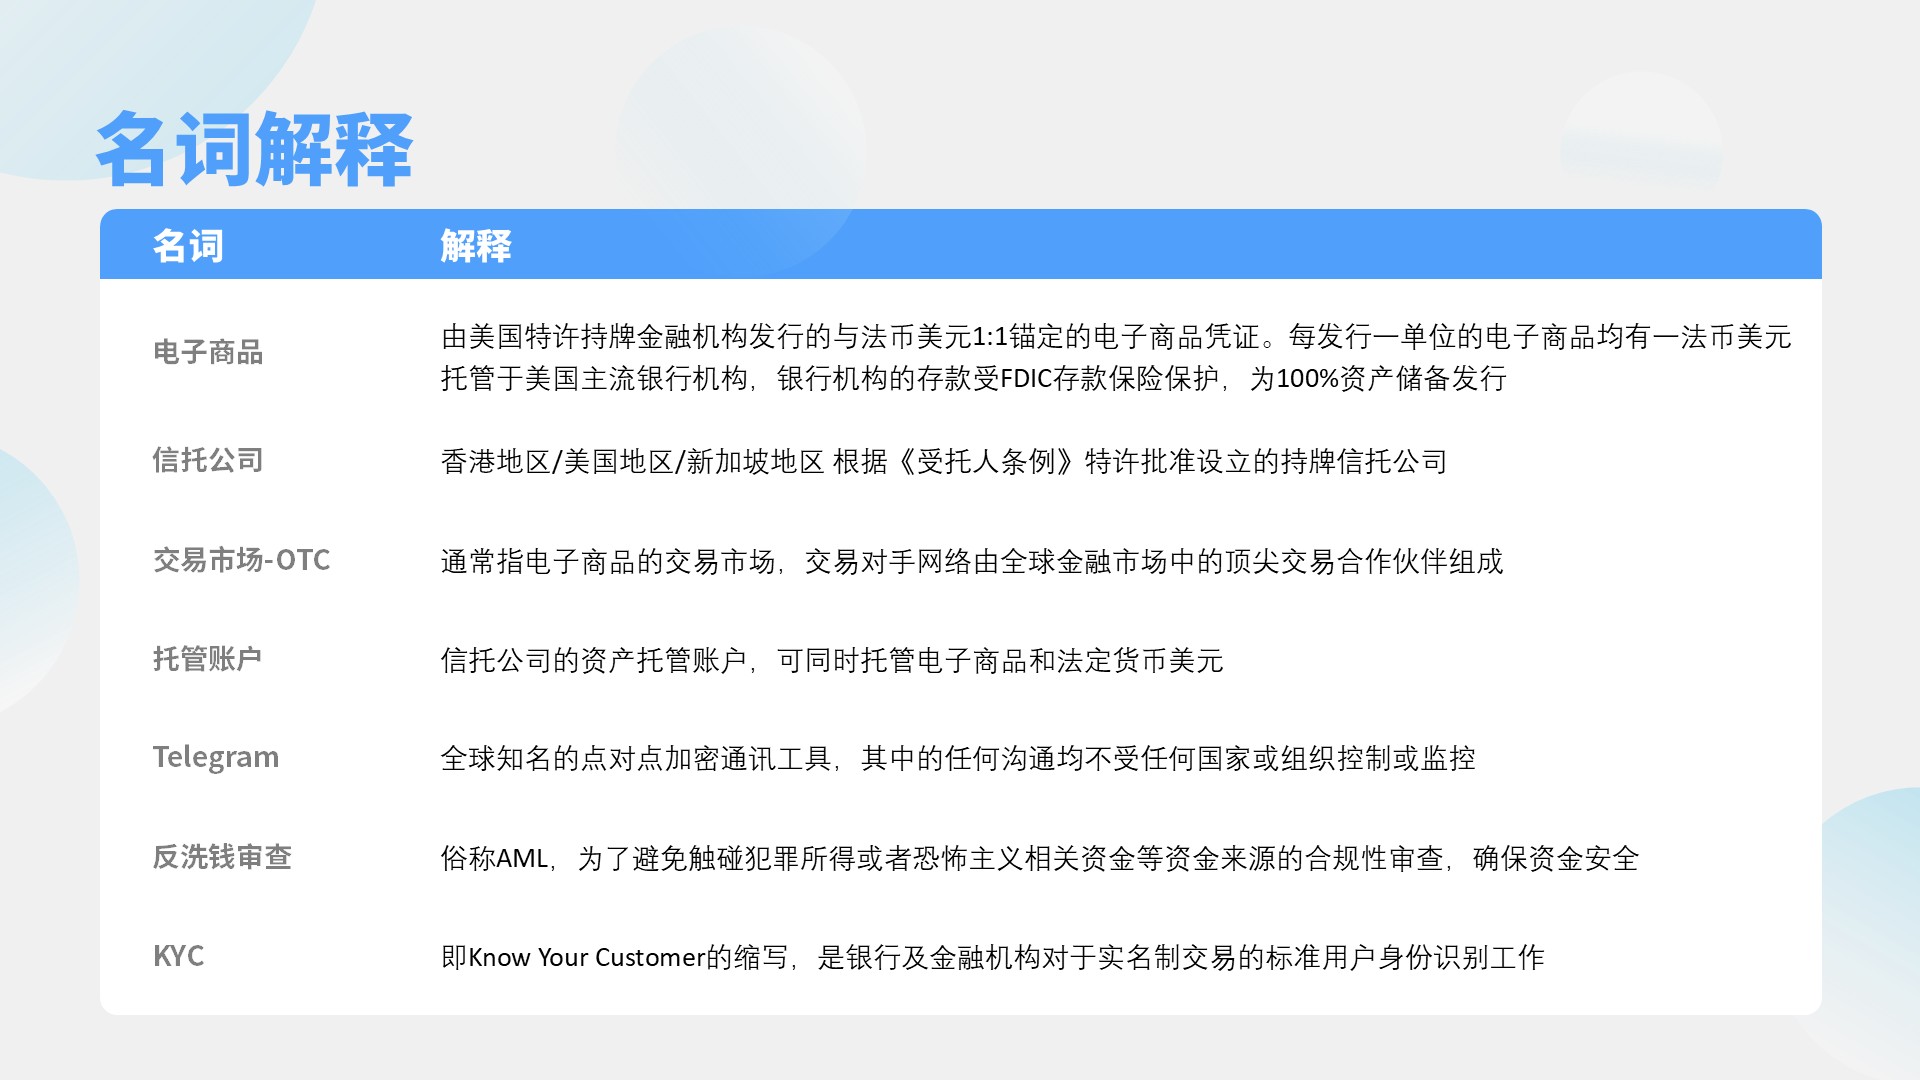 名词解释
名词 解释
电子商品
由美国特许持牌金融机构发行的与法币美元1:1锚定的电子商品凭证。每发行一单位的电子商品均有一法币美元
托管于美国主流银行机构，银行机构的存款受FDIC存款保险保护，为100%资产储备发行
信托公司 香港地区/美国地区/新加坡地区 根据《受托人条例》特许批准设立的持牌信托公司
交易市场-OTC 通常指电子商品的交易市场，交易对手网络由全球金融市场中的顶尖交易合作伙伴组成
托管账户 信托公司的资产托管账户，可同时托管电子商品和法定货币美元
Telegram 全球知名的点对点加密通讯工具，其中的任何沟通均不受任何国家或组织控制或监控
反洗钱审查 俗称AML，为了避免触碰犯罪所得或者恐怖主义相关资金等资金来源的合规性审查，确保资金安全
KYC 即Know Your Customer的缩写，是银行及金融机构对于实名制交易的标准用户身份识别工作